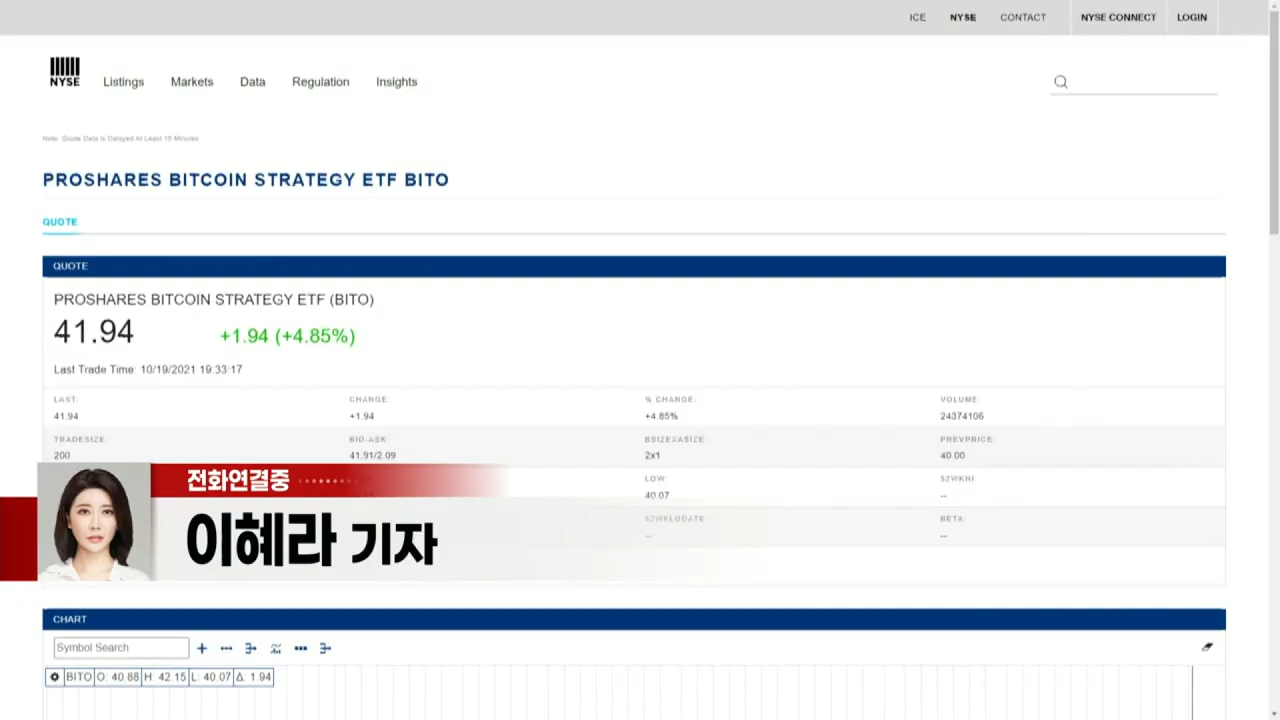 ICE NYSE CONTACT NYSE CONNECT LOGIN
NYSE Listings Markets Data Regulation Insights
Note: Quote Data Is Delayed At Least 15 Minutes
PROSHARES BITCOIN STRATEGY ETF BITO
QUOTE
QUOTE
PROSHARES BITCOIN STRATEGY ETF (BITO)
41.94 +1.94 (+4.85%)
Last Trade Time: 10/19/2021 19:33:17
LAST: CHANGE: % CHANGE: VOLUME:
41.94 +1.94 +4.85% 24374106
TRADESIZE: BID-ASK: BSIZEXASIZE: PREVPRICE:
200 41.91/2.09 2x1 40.00
LOW: 52WKHI:
40.07 --
52WKLODATE: BETA:
-- --
전화연결중
이혜라 기자
CHART
Symbol Search
BITO O: 40.88 H: 42.15 L: 40.07 Δ: 1.94